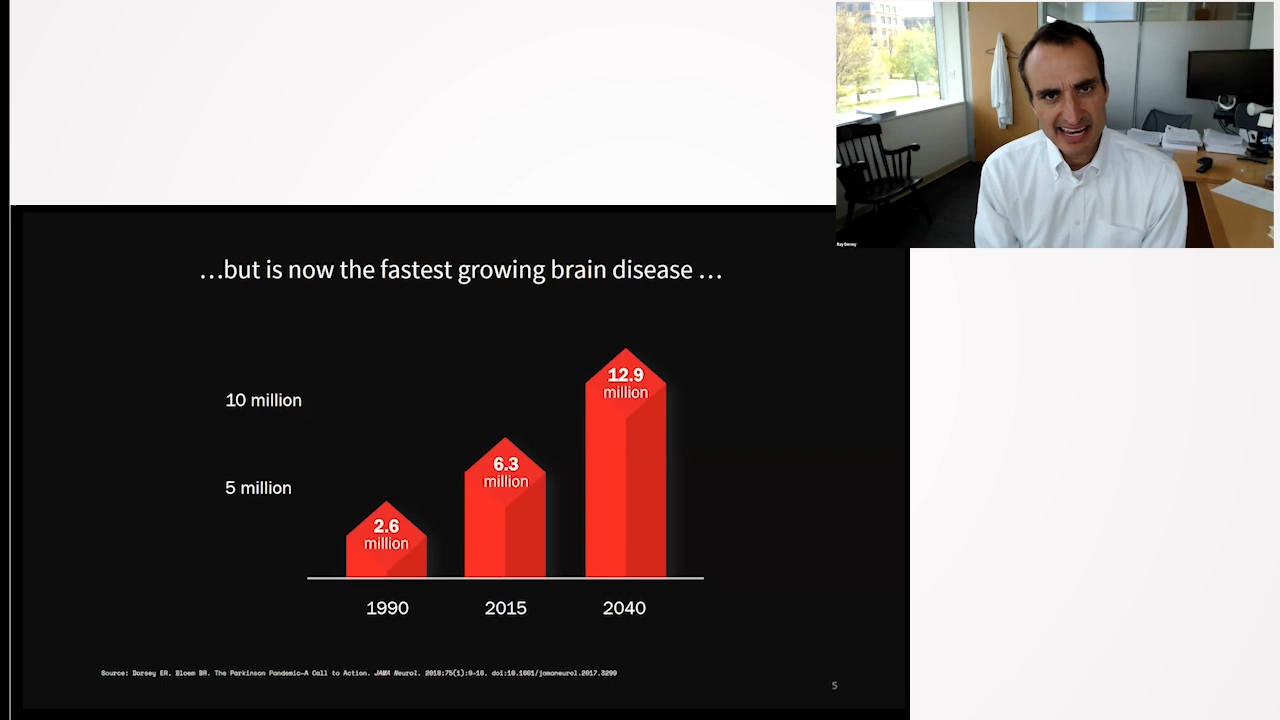 Ray Dorsey
…but is now the fastest growing brain disease …
10 million
5 million
2.6
million
6.3
million
12.9
million
1990
2015
2040
Source: Dorsey ER, Bloem BR. The Parkinson Pandemic—A Call to Action. JAMA Neurol. 2018;75(1):9–10. doi:10.1001/jamaneurol.2017.3299
5